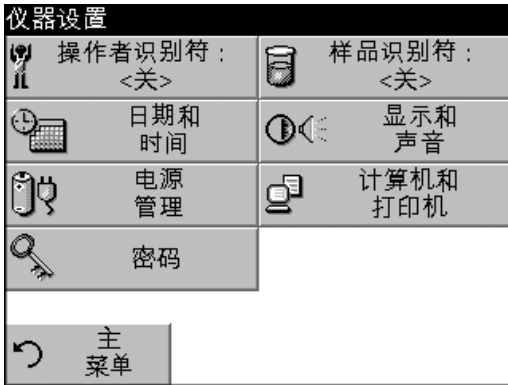 仪器设置
操作者识别符：
<关>
样品识别符：
<关>
日期和
时间
显示和
声音
电源
管理
计算机和
打印机
密码
主
菜单